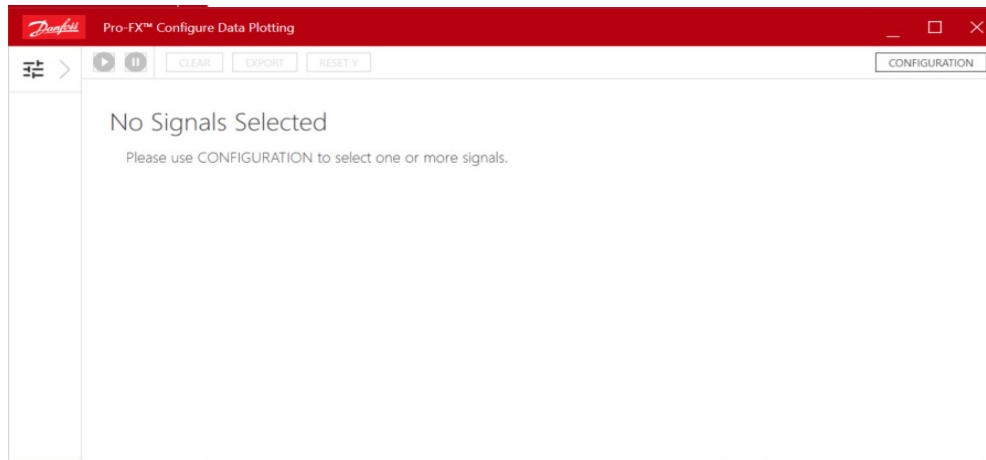 Danfoss Pro-FX™ Configure Data Plotting
CLEAR EXPORT RESET Y CONFIGURATION
No Signals Selected
Please use CONFIGURATION to select one or more signals.